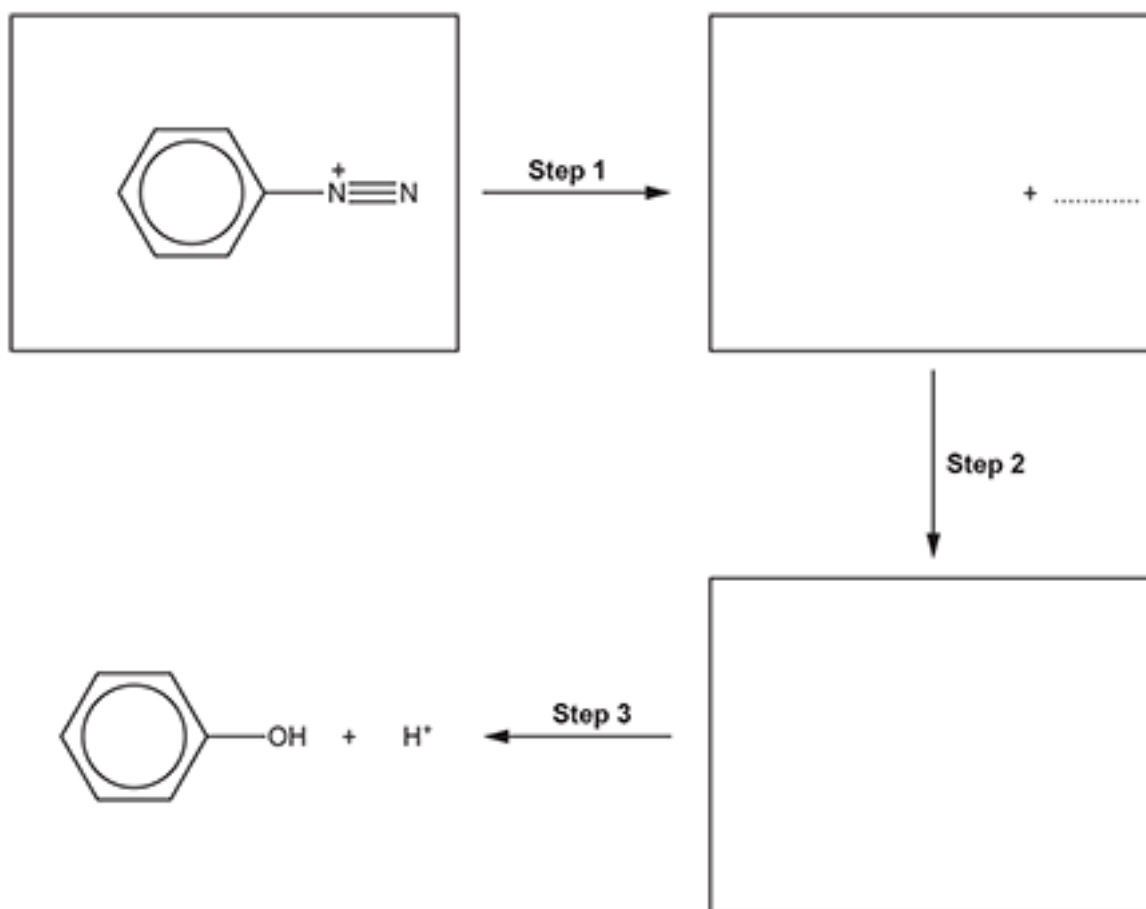 +
N≡N
Step 1
+ ............
Step 2
Step 3
OH + H⁺